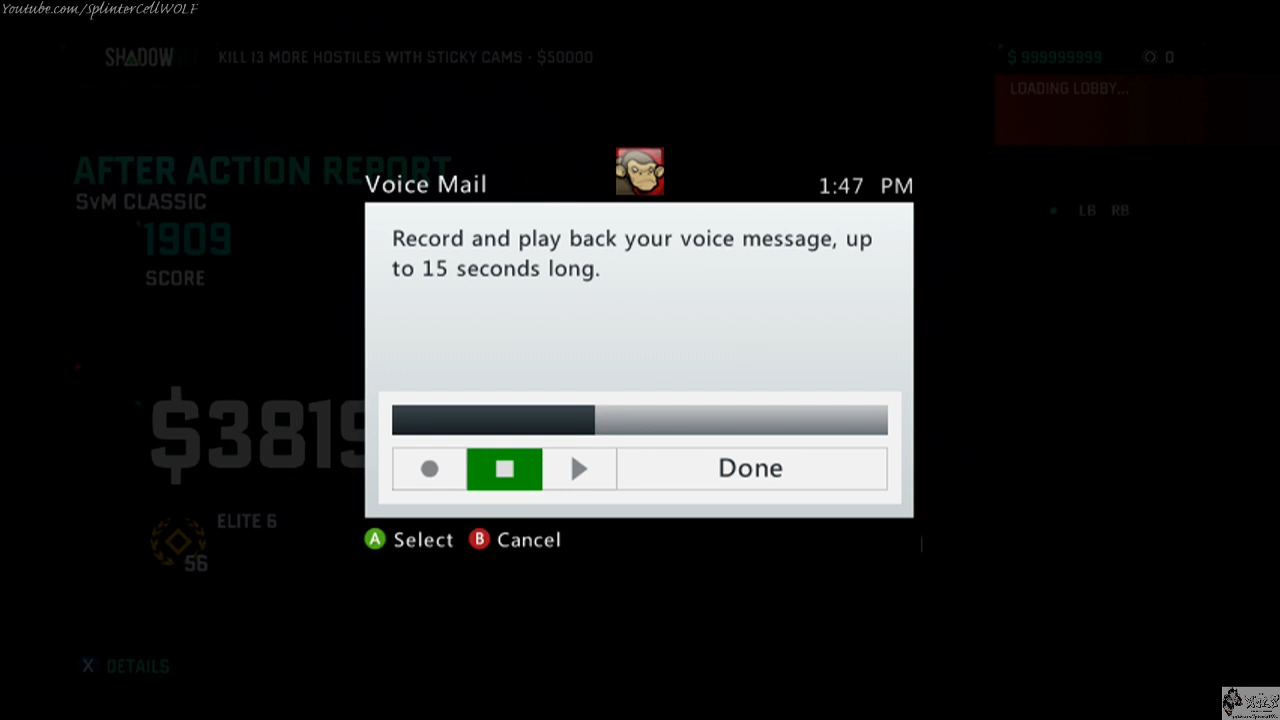 Youtube.com/SplinterCellWOLF
SHADOWNET KILL 13 MORE HOSTILES WITH STICKY CAMS - $50000 $ 999999999 0
LOADING LOBBY...
AFTER ACTION REPORT
SvM CLASSIC
1909
SCORE
LB RB
Voice Mail 1:47 PM
Record and play back your voice message, up
to 15 seconds long.
$3819
ELITE 6
56
Done
A Select B Cancel
X DETAILS